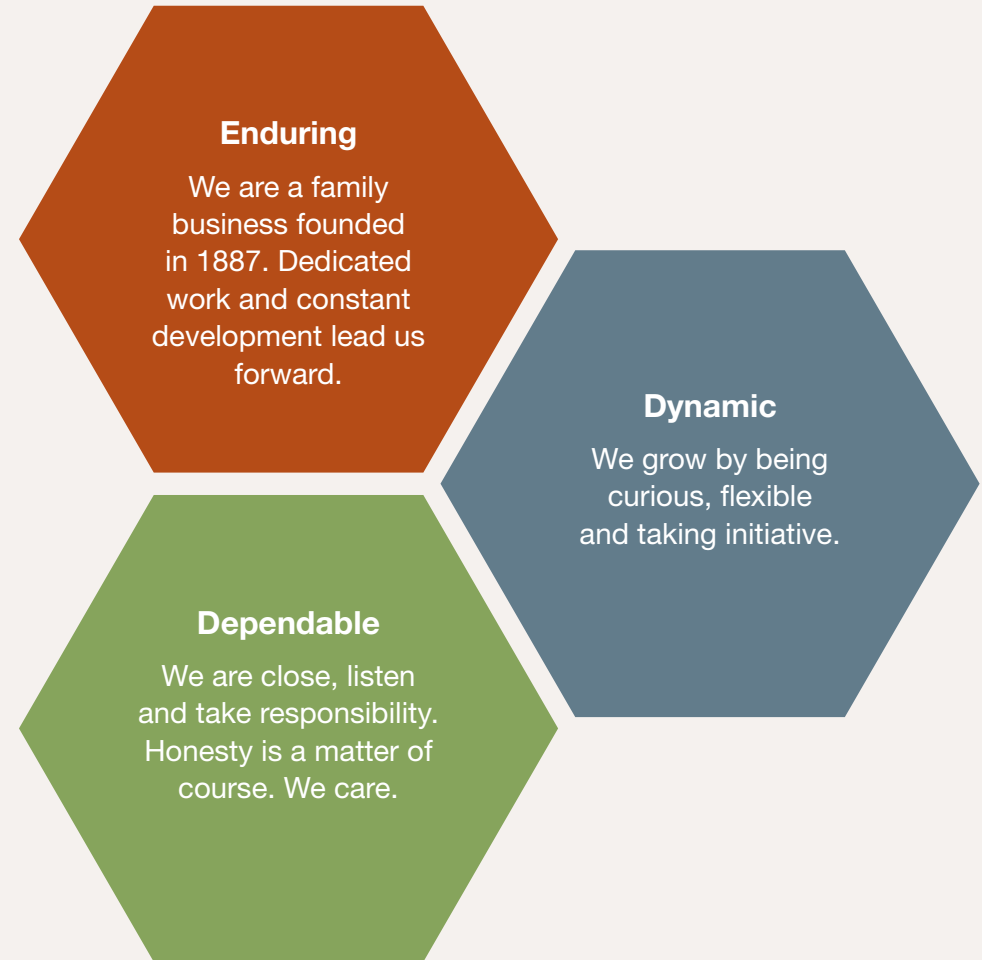 Enduring
We are a family
business founded
in 1887. Dedicated
work and constant
development lead us
forward.
Dynamic
We grow by being
curious, flexible
and taking initiative.
Dependable
We are close, listen
and take responsibility.
Honesty is a matter of
course. We care.